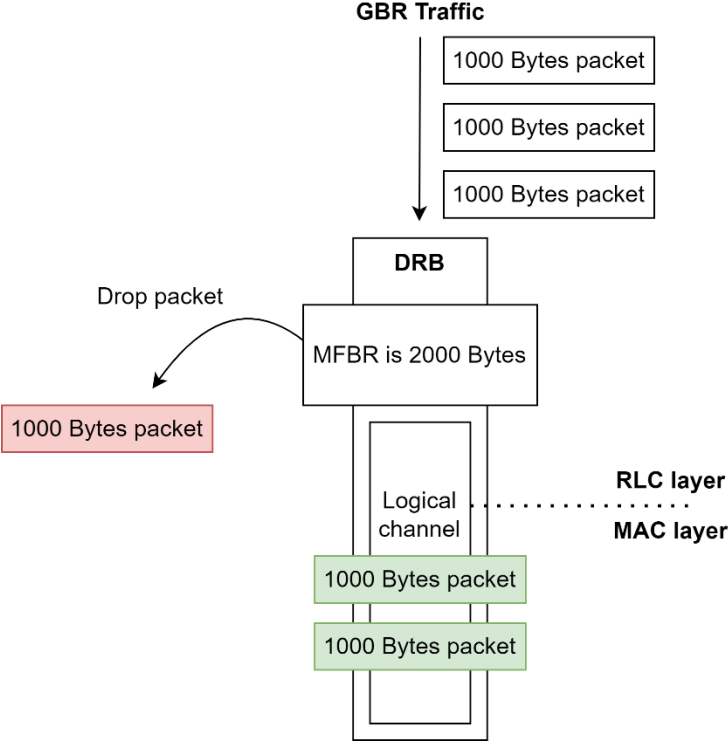 GBR Traffic
1000 Bytes packet
1000 Bytes packet
1000 Bytes packet
DRB
Drop packet
MFBR is 2000 Bytes
1000 Bytes packet
RLC layer
Logical
channel
MAC layer
1000 Bytes packet
1000 Bytes packet